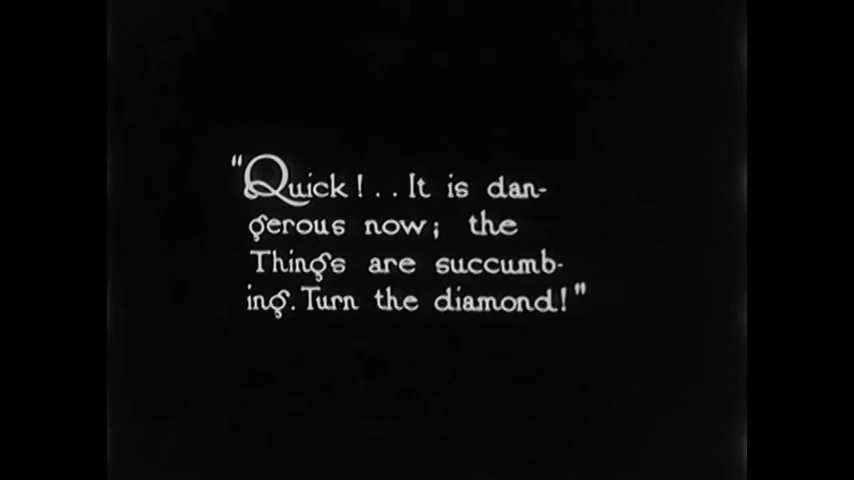 "Quick!..It is dan-
gerous now; the
Things are succumb-
ing. Turn the diamond!"